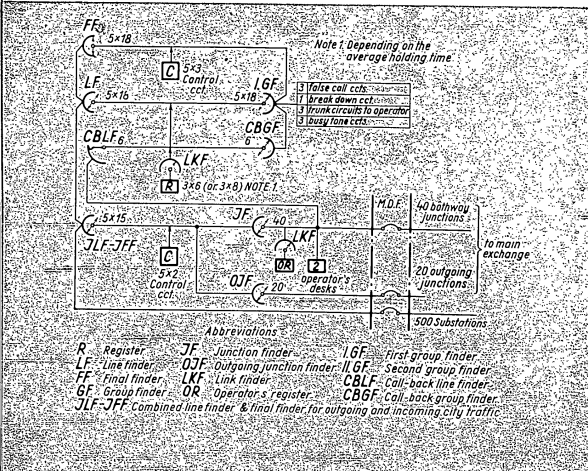 FF
5×18
Note 1. Depending on the
average holding time
C
5×3
Control
cct.
LF
5×16
5×18
I.GF
3 false call ccts.
1 break down cct.
3 trunk circuits to operator
3 busy tone ccts.
CBLF 6
CBGF
6
LKF
R
3×6 (or 3×8) NOTE 1.
5×15
JLF-JFF
C
5×2
Control
cct.
JF
40
LKF
OR
2
Operator's
desks
OJF
20
M.D.F.
40 bothway
junctions
to main
exchange
20 outgoing
junctions
500 Substations
Abbreviations
R Register
LF Line finder
FF Final finder
GF Group finder
JF Junction finder
OJF Outgoing junction finder
LKF Link finder
OR Operator's register
I.GF First group finder
II.GF Second group finder
CBLF Call-back line finder
CBGF Call-back group finder
JLF-JFF Combined line finder & final finder for outgoing and incoming city traffic